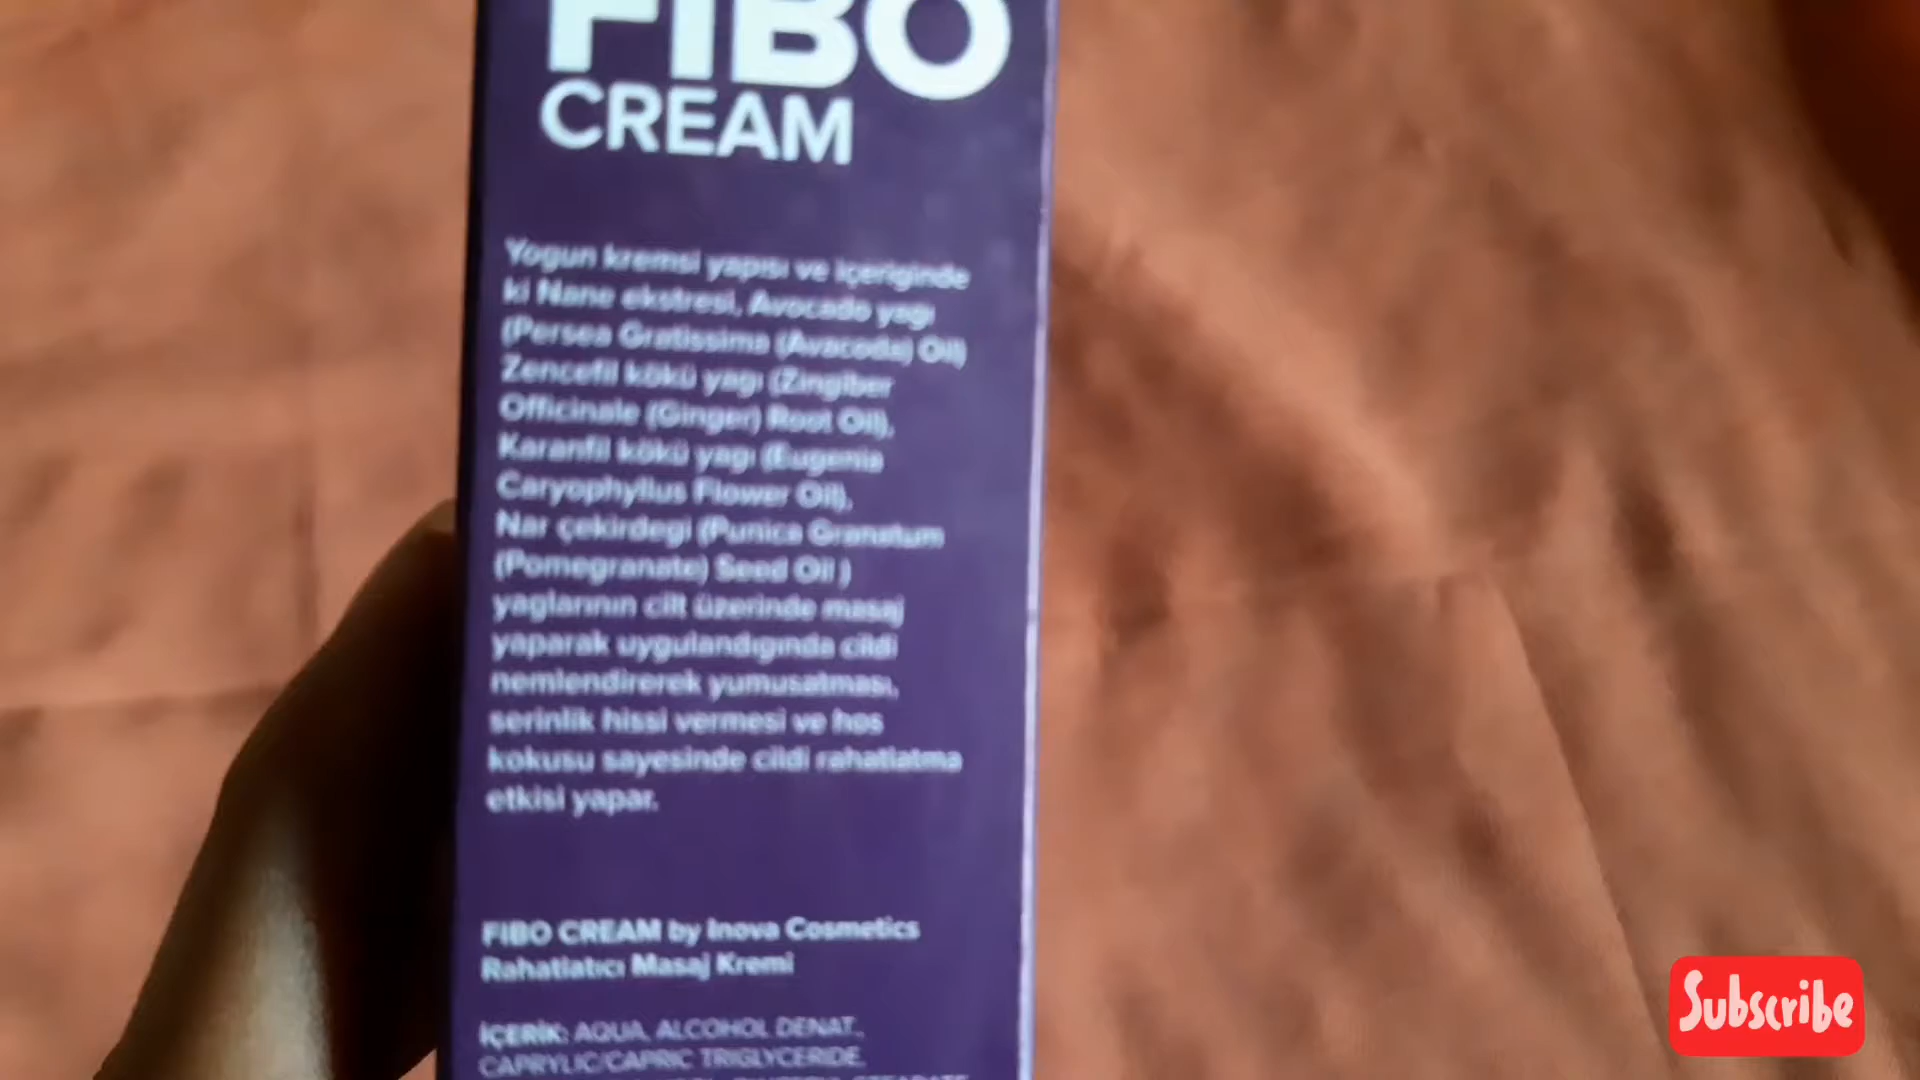 FIBO
CREAM
Yogun kremsi yapısı ve içeriginde
ki Nane ekstresi, Avocado yagı
(Persea Gratissima (Avacoda) Oil)
Zencefil kökü yagı (Zingiber
Officinale (Ginger) Root Oil),
Karanfil kökü yagı (Eugenia
Caryophyllus Flower Oil),
Nar çekirdegi (Punica Granatum
(Pomegranate) Seed Oil )
yaglarının cilt üzerinde masaj
yaparak uygulandıgında cildi
nemlendirerek yumusatması,
serinlik hissi vermesi ve hos
kokusu sayesinde cildi rahatlatma
etkisi yapar.
FIBO CREAM by Inova Cosmetics
Rahatlatıcı Masaj Kremi
İÇERİK: AQUA, ALCOHOL DENAT.,
CAPRYLIC/CAPRIC TRIGLYCERIDE,
Subscribe